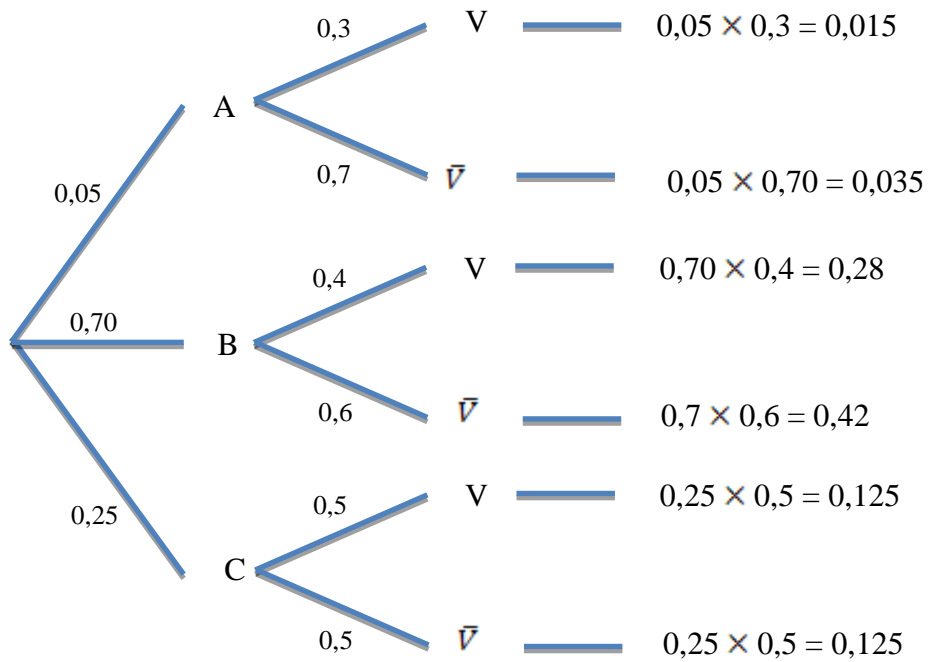 0,3 V 0,05 × 0,3 = 0,015
A
0,7 V̄ 0,05 × 0,70 = 0,035
0,05
0,4 V 0,70 × 0,4 = 0,28
0,70
B
0,6 V̄ 0,7 × 0,6 = 0,42
0,25
0,5 V 0,25 × 0,5 = 0,125
C
0,5 V̄ 0,25 × 0,5 = 0,125